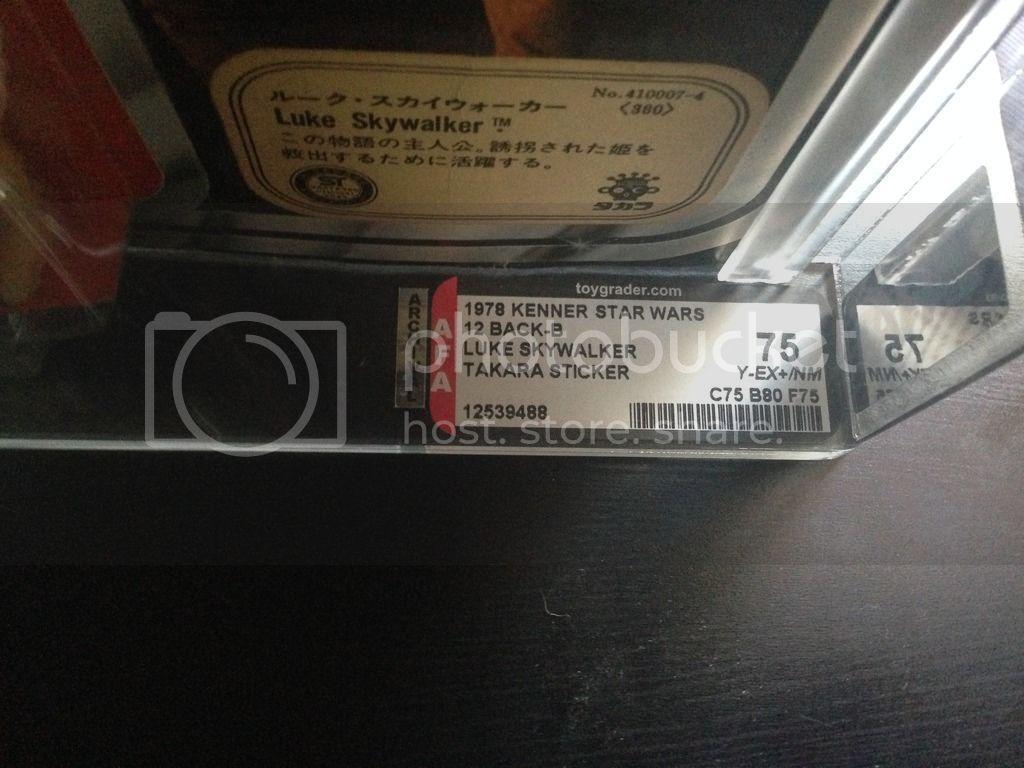 ルーク・スカイウォーカー
No.410007-4
Luke Skywalker™
〈380〉
この物語の主人公。誘拐された姫を
救出するために活躍する。
ST
タカラ
toygrader.com
ARCHIVAL
AFA
1978 KENNER STAR WARS
12 BACK-B
LUKE SKYWALKER
TAKARA STICKER
75
Y-EX+/NM
C75 B80 F75
12539488
photobucket
host. store. share.